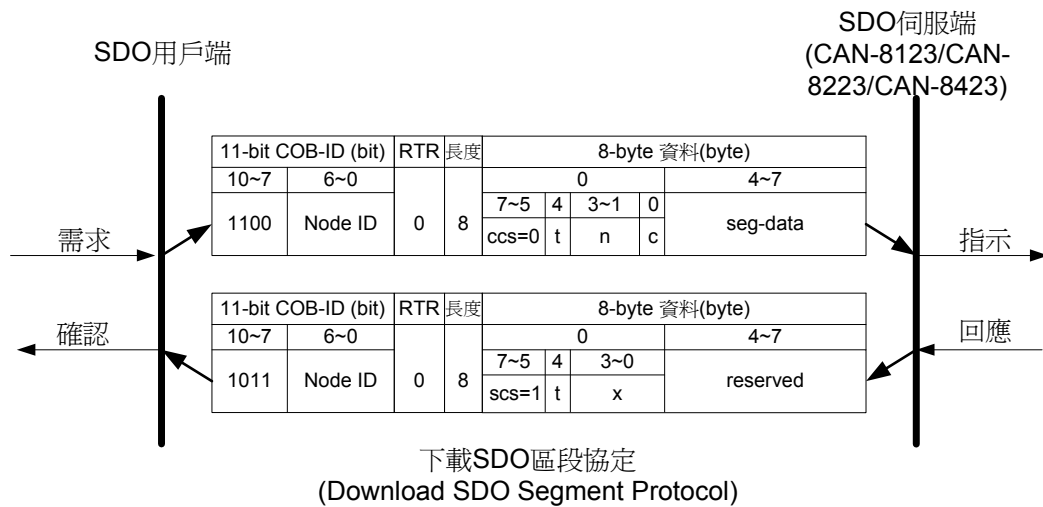 SDO用戶端
SDO伺服端
(CAN-8123/CAN-
8223/CAN-8423)
11-bit COB-ID (bit) RTR 長度 8-byte 資料(byte)
10~7 6~0 0 4~7
7~5 4 3~1 0
1100 Node ID 0 8 seg-data
ccs=0 t n c
需求 指示
11-bit COB-ID (bit) RTR 長度 8-byte 資料(byte)
10~7 6~0 0 4~7
確認 回應
7~5 4 3~0
1011 Node ID 0 8 reserved
scs=1 t x
下載SDO區段協定
(Download SDO Segment Protocol)